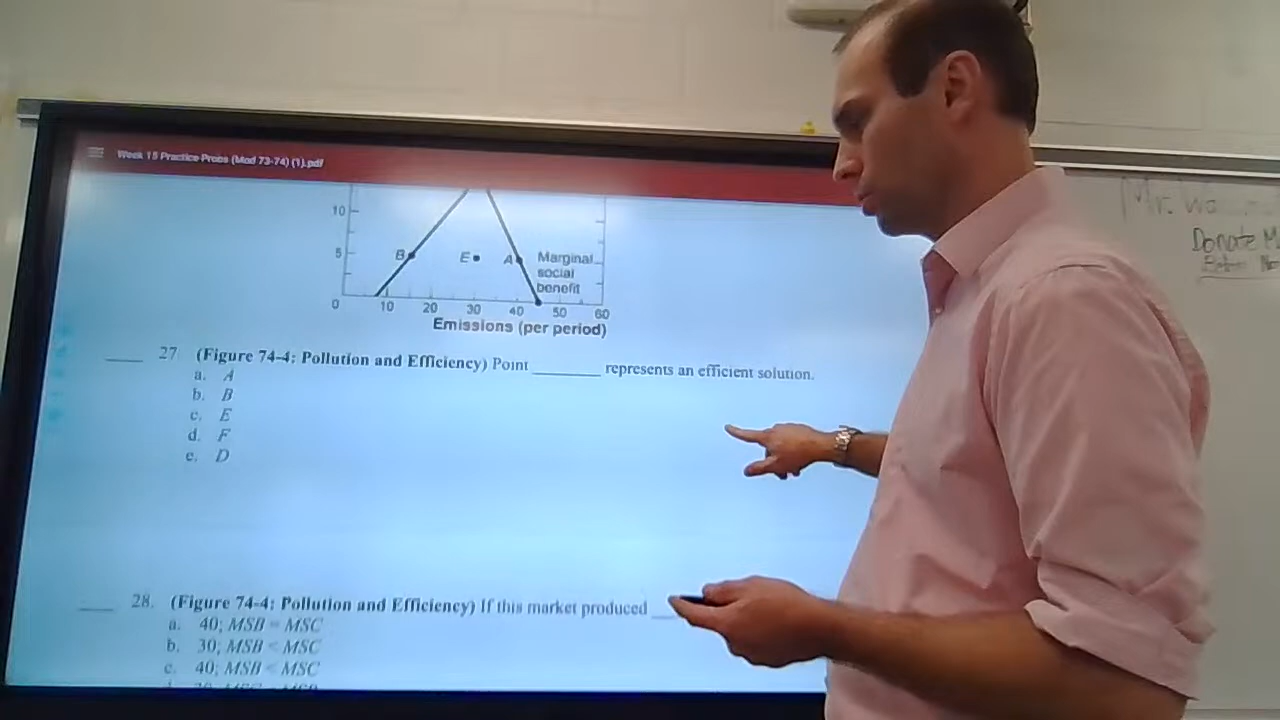 Week 15 Practice Probs (Mod 73-74) (1).pdf
Mr.
Donate M
10
5
B
E
A
Marginal
social
benefit
0 10 20 30 40 50 60
Emissions (per period)
27. (Figure 74-4: Pollution and Efficiency) Point ______ represents an efficient solution.
a. A
b. B
c. E
d. F
e. D
28. (Figure 74-4: Pollution and Efficiency) If this market produced
a. 40; MSB = MSC
b. 30; MSB < MSC
c. 40; MSB < MSC